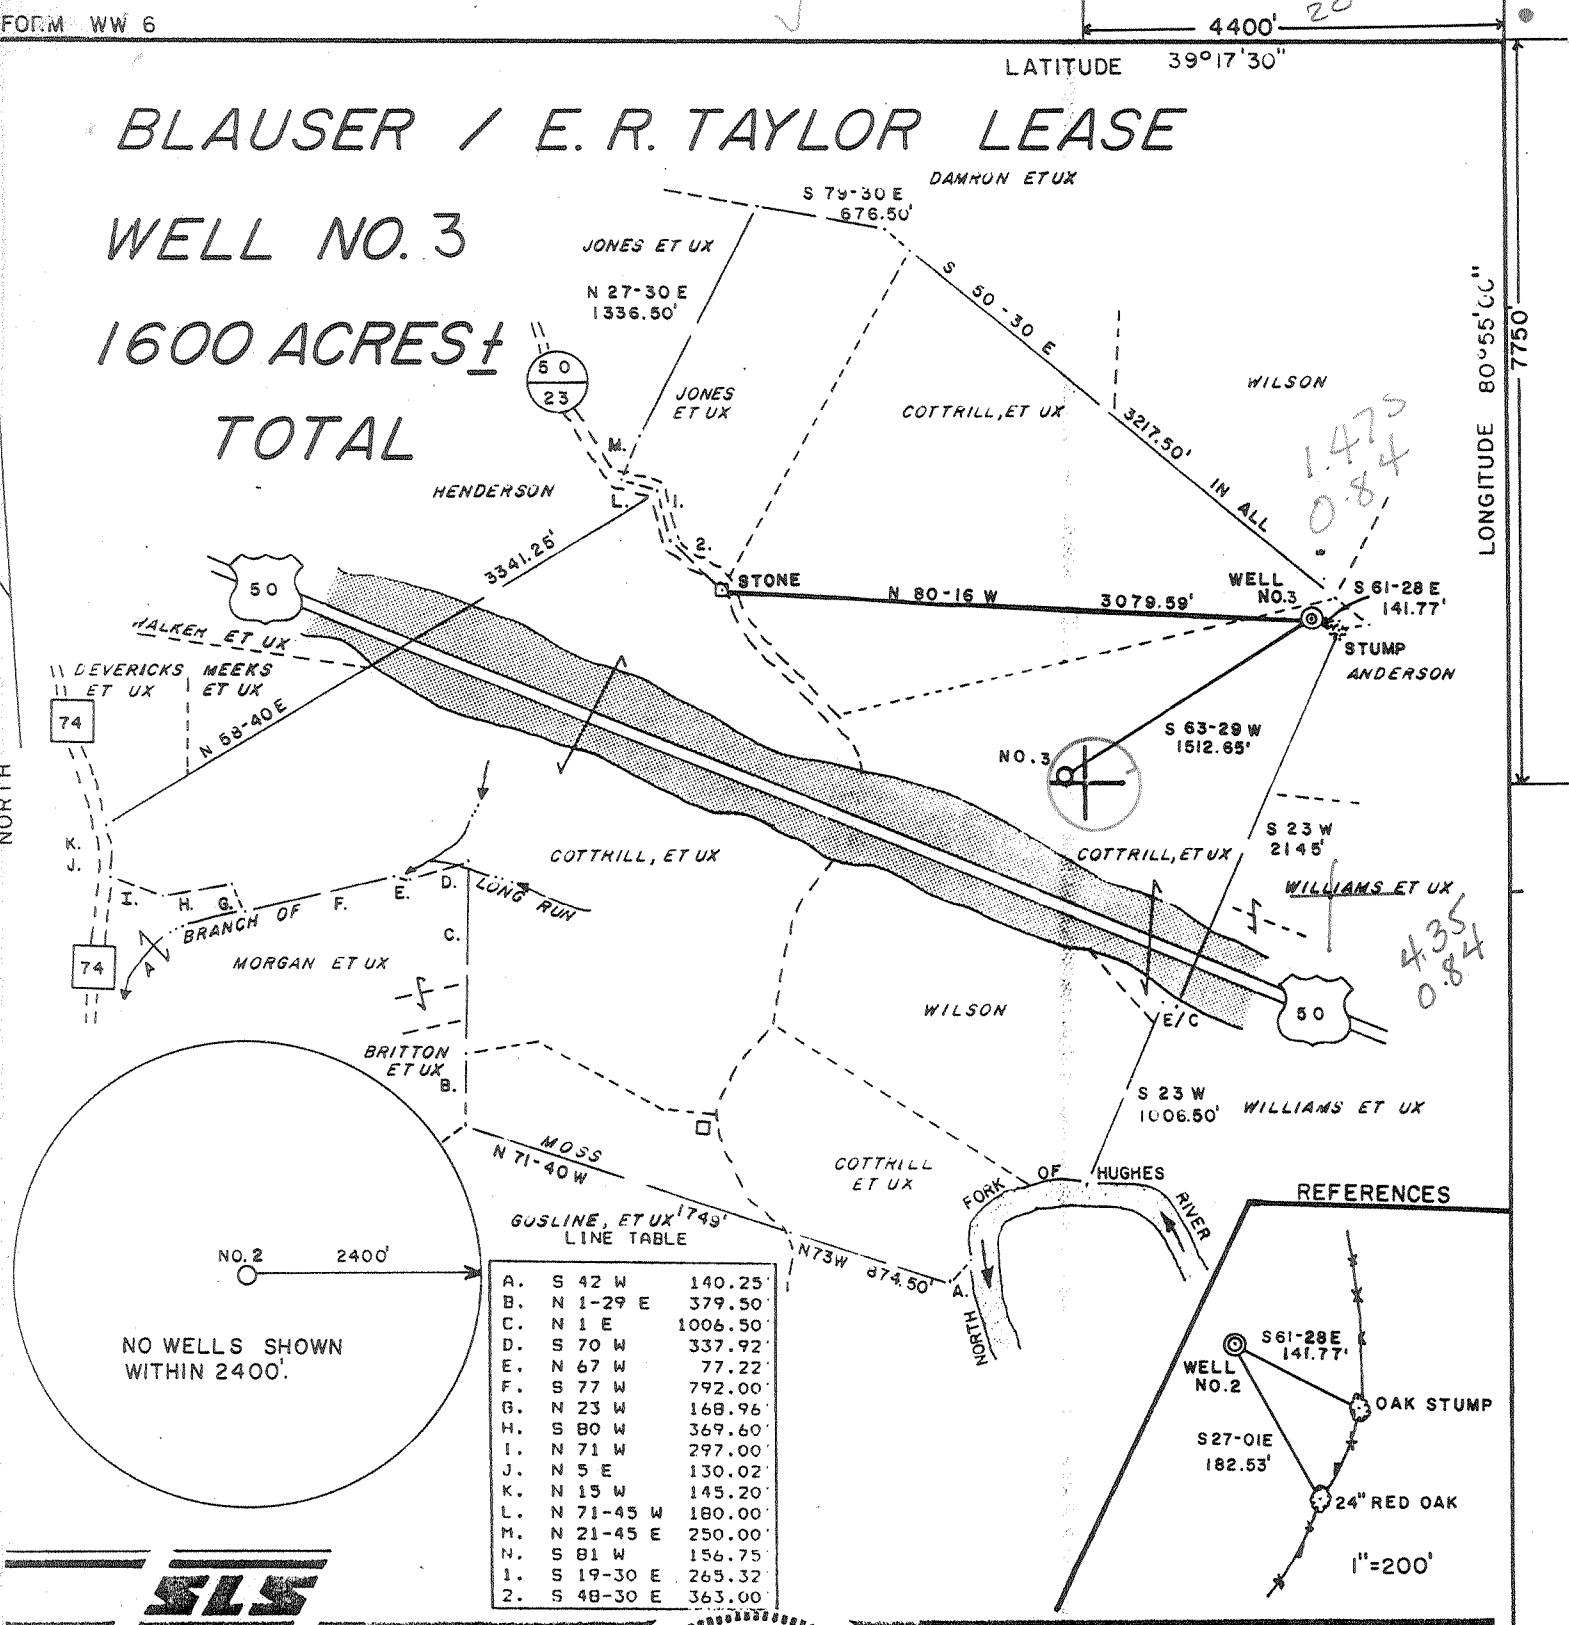 FORM WW 6
4400'
20
LATITUDE 39°17'30"
BLAUSER / E. R. TAYLOR LEASE
WELL NO. 3
1600 ACRES ±
TOTAL
DAMRON ET UX
S 79-30 E
676.50'
JONES ET UX
N 27-30 E
1336.50'
50
23
JONES
ET UX
S 50-30 E
3217.50'
IN ALL
COTTRILL, ET UX
WILSON
LONGITUDE 80°55'00"
7750'
1.475
0.84
M.
HENDERSON
L.
1.
2.
3341.25'
50
STONE
N 80-16 W 3079.59'
WELL
NO.3
S 61-28 E
141.77'
STUMP
ANDERSON
WALKER ET UX
DEVERICKS
ET UX
MEEKS
ET UX
74
N 58-40 E
S 63-29 W
1512.65'
NO. 3
NORTH
K.
J.
I.
H.
G.
F.
E.
D.
BRANCH OF
LONG RUN
COTTRILL, ET UX
COTTRILL, ET UX
S 23 W
2145'
WILLIAMS ET UX
4.35
0.84
A
74
C.
MORGAN ET UX
WILSON
E/C
50
BRITTON
ET UX
B.
S 23 W
1006.50'
WILLIAMS ET UX
MOSS
N 71-40 W
1749'
COTTRILL
ET UX
FORK OF HUGHES RIVER
NORTH
N 73 W 874.50'
A.
REFERENCES
GOSLINE, ET UX
LINE TABLE
A. S 42 W 140.25'
B. N 1-29 E 379.50'
C. N 1 E 1006.50'
D. S 70 W 337.92'
E. N 67 W 77.22'
F. S 77 W 792.00'
G. N 23 W 168.96'
H. S 80 W 369.60'
I. N 71 W 297.00'
J. N 5 E 130.02'
K. N 15 W 145.20'
L. N 71-45 W 180.00'
M. N 21-45 E 250.00'
N. S 81 W 156.75'
1. S 19-30 E 265.32'
2. S 48-30 E 363.00'
NO. 2
2400'
NO WELLS SHOWN
WITHIN 2400'.
S61-28E
141.77'
WELL
NO.2
OAK STUMP
S27-01E
182.53'
24" RED OAK
1"=200'
SLS